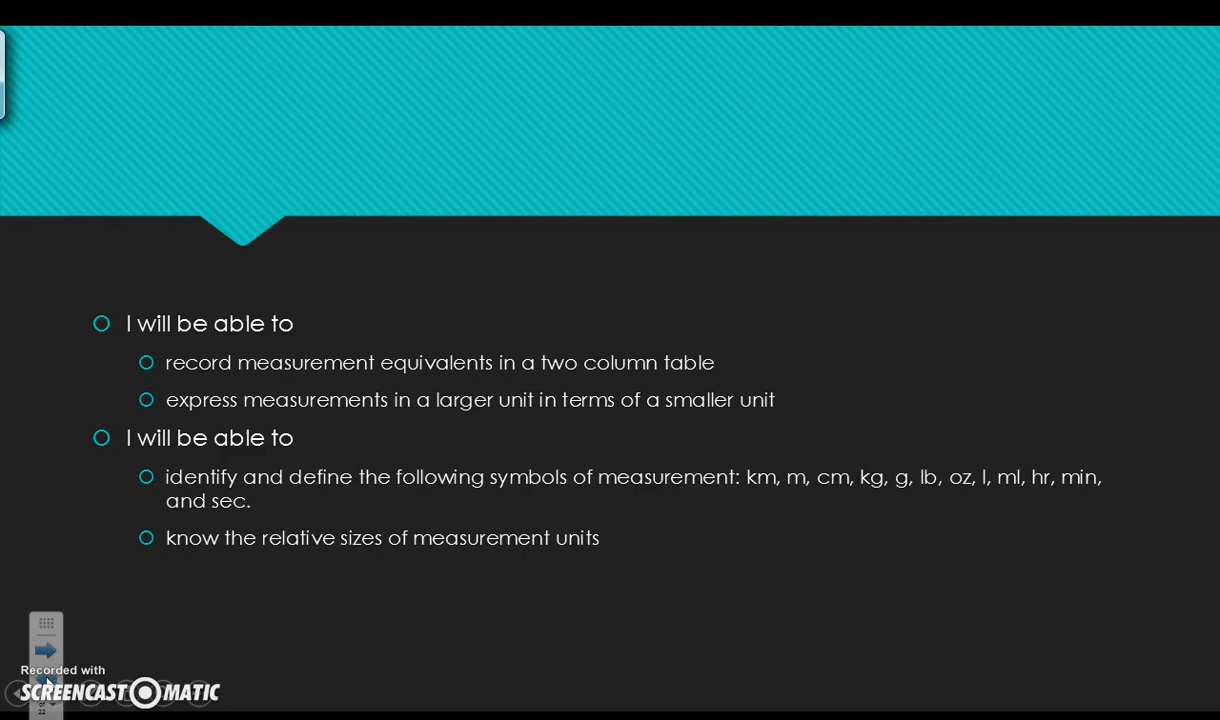 I will be able to
record measurement equivalents in a two column table
express measurements in a larger unit in terms of a smaller unit
I will be able to
identify and define the following symbols of measurement: km, m, cm, kg, g, lb, oz, l, ml, hr, min,
and sec.
know the relative sizes of measurement units
Recorded with
SCREENCAST MATIC
of
22